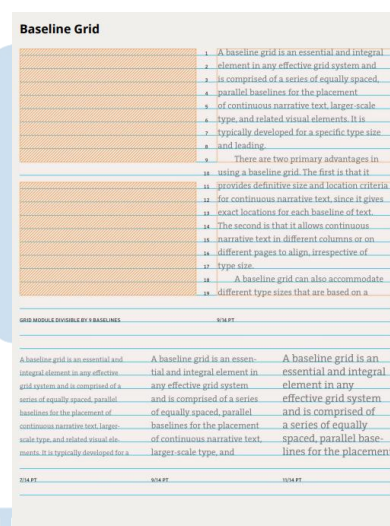 Baseline Grid
1 A baseline grid is an essential and integral
2 element in any effective grid system and
3 is comprised of a series of equally spaced,
4 parallel baselines for the placement
5 of continuous narrative text, larger-scale
6 type, and related visual elements. It is
7 typically developed for a specific type size
8 and leading.
9 There are two primary advantages in
10 using a baseline grid. The first is that it
11 provides definitive size and location criteria
12 for continuous narrative text, since it gives
13 exact locations for each baseline of text.
14 The second is that it allows continuous
15 narrative text in different columns or on
16 different pages to align, irrespective of
17 type size.
18 A baseline grid can also accommodate
19 different type sizes that are based on a
GRID MODULE DIVISIBLE BY 9 BASELINES
9/14 PT
A baseline grid is an essential and
integral element in any effective
grid system and is comprised of a
series of equally spaced, parallel
baselines for the placement of
continuous narrative text, larger-
scale type, and related visual ele-
ments. It is typically developed for a
7/14 PT
A baseline grid is an essen-
tial and integral element in
any effective grid system
and is comprised of a series
of equally spaced, parallel
baselines for the placement
of continuous narrative text,
larger-scale type, and
9/14 PT
A baseline grid is an
essential and integral
element in any
effective grid system
and is comprised of
a series of equally
spaced, parallel base-
lines for the placemen
11/14 PT